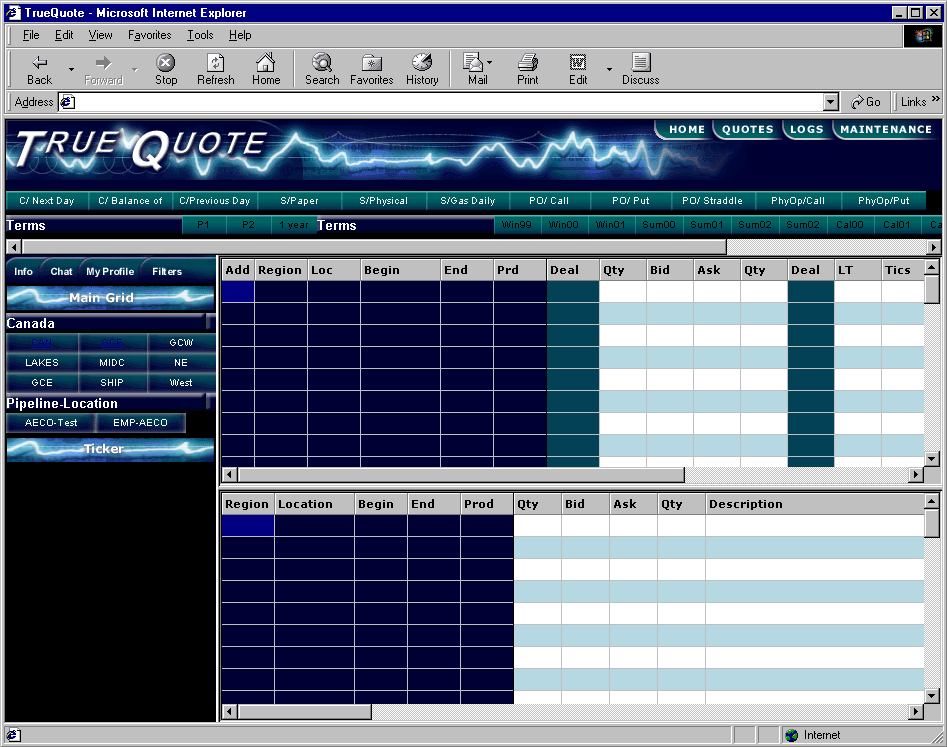 TrueQuote - Microsoft Internet Explorer
File Edit View Favorites Tools Help
Back Forward Stop Refresh Home Search Favorites History Mail Print Edit Discuss
Address Go Links »
TRUEQUOTE HOME QUOTES LOGS MAINTENANCE
C/ Next Day C/ Balance of C/Previous Day S/Paper S/Physical S/Gas Daily PO/ Call PO/ Put PO/ Straddle PhyOp/Call PhyOp/Put
Terms P1 P2 1 year Terms Win99 Win00 Win01 Sum00 Sum01 Sum02 Sum02 Cal00 Cal01 Ca
Info Chat My Profile Filters
Main Grid
Canada
GCW
LAKES MIDC NE
GCE SHIP West
Pipeline-Location
AECO-Test EMP-AECO
Ticker
Add Region Loc Begin End Prd Deal Qty Bid Ask Qty Deal LT Tics
Region Location Begin End Prod Qty Bid Ask Qty Description
Internet